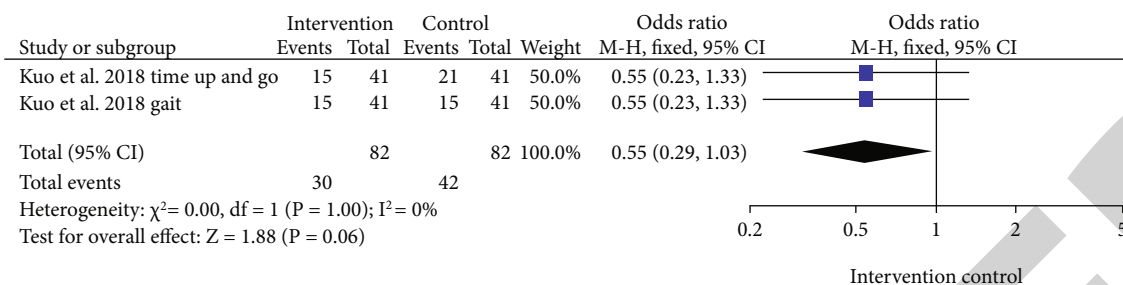 Intervention Control Odds ratio Odds ratio
Study or subgroup Events Total Events Total Weight M-H, fixed, 95% CI M-H, fixed, 95% CI
Kuo et al. 2018 time up and go 15 41 21 41 50.0% 0.55 (0.23, 1.33)
Kuo et al. 2018 gait 15 41 15 41 50.0% 0.55 (0.23, 1.33)
Total (95% CI) 82 82 100.0% 0.55 (0.29, 1.03)
Total events 30 42
Heterogeneity: χ²= 0.00, df = 1 (P = 1.00); I²= 0%
Test for overall effect: Z = 1.88 (P = 0.06)
0.2 0.5 1 2 5
Intervention control